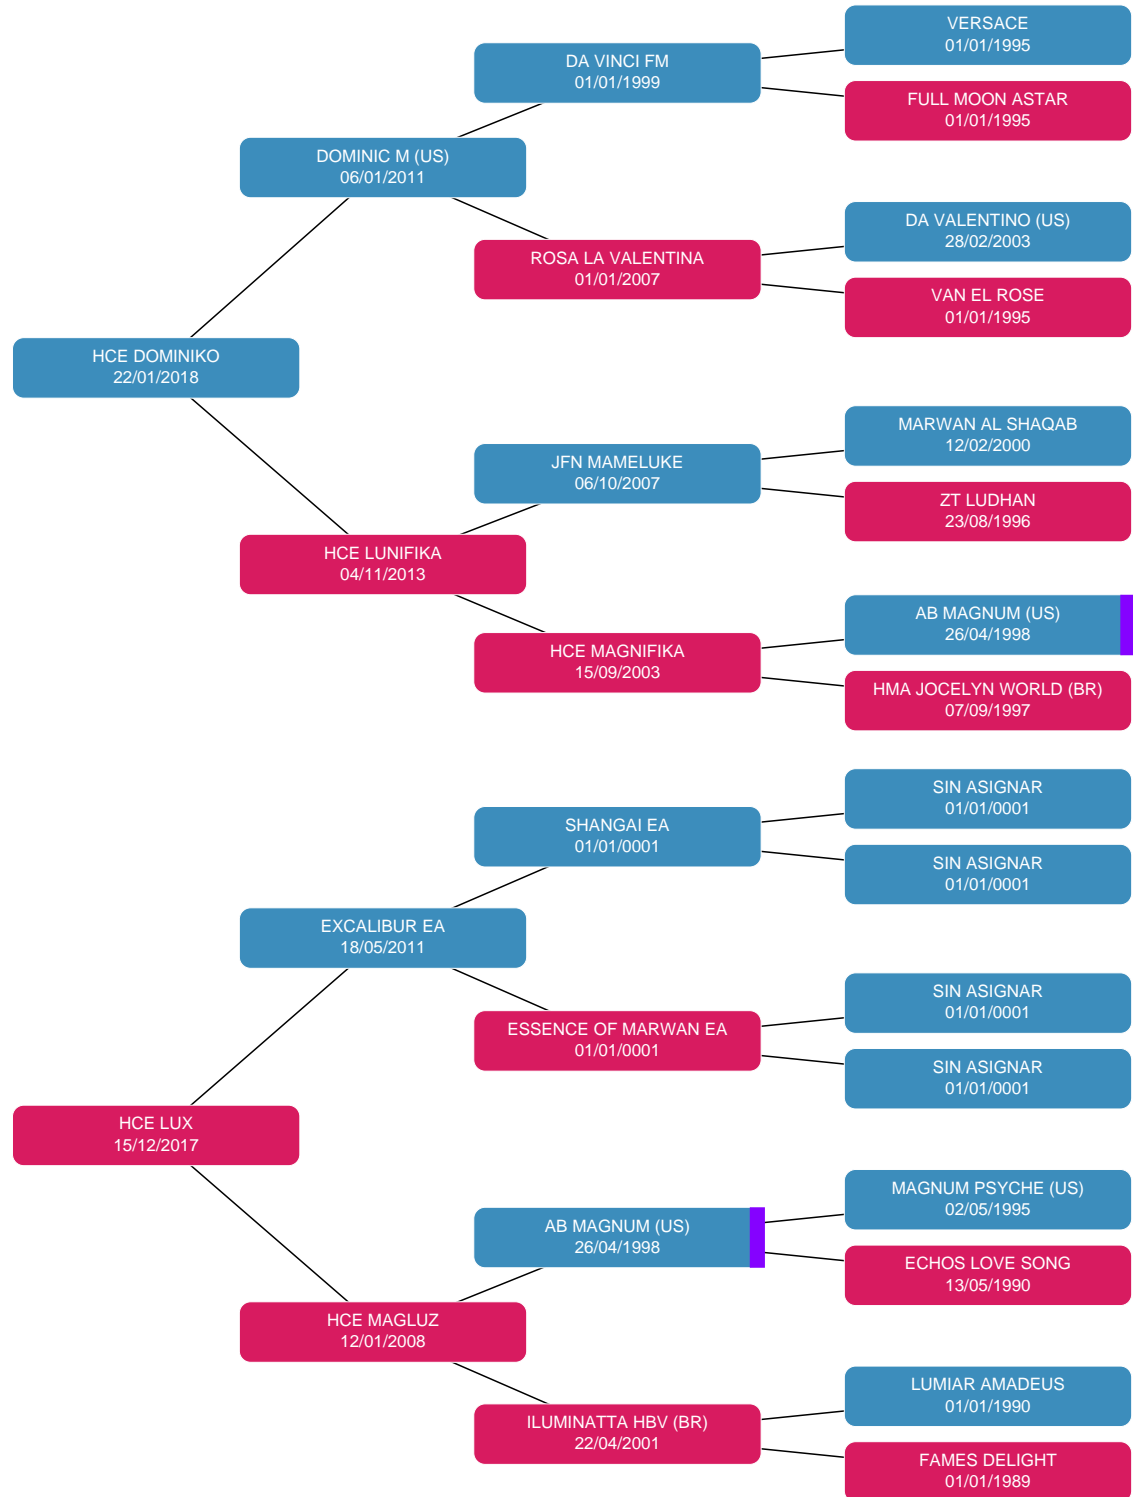 VERSACE
01/01/1995
DA VINCI FM
01/01/1999
FULL MOON ASTAR
01/01/1995
DOMINIC M (US)
06/01/2011
DA VALENTINO (US)
28/02/2003
ROSA LA VALENTINA
01/01/2007
VAN EL ROSE
01/01/1995
HCE DOMINIKO
22/01/2018
MARWAN AL SHAQAB
12/02/2000
JFN MAMELUKE
06/10/2007
ZT LUDHAN
23/08/1996
HCE LUNIFIKA
04/11/2013
AB MAGNUM (US)
26/04/1998
HCE MAGNIFIKA
15/09/2003
HMA JOCELYN WORLD (BR)
07/09/1997
SIN ASIGNAR
01/01/0001
SHANGAI EA
01/01/0001
SIN ASIGNAR
01/01/0001
EXCALIBUR EA
18/05/2011
SIN ASIGNAR
01/01/0001
ESSENCE OF MARWAN EA
01/01/0001
SIN ASIGNAR
01/01/0001
HCE LUX
15/12/2017
MAGNUM PSYCHE (US)
02/05/1995
AB MAGNUM (US)
26/04/1998
ECHOS LOVE SONG
13/05/1990
HCE MAGLUZ
12/01/2008
LUMIAR AMADEUS
01/01/1990
ILUMINATTA HBV (BR)
22/04/2001
FAMES DELIGHT
01/01/1989